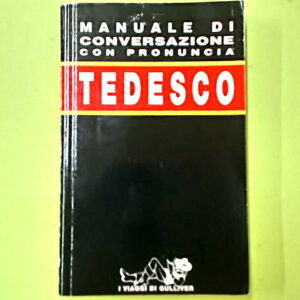 MANUALE DI
CONVERSAZIONE
CON PRONUNCIA
TEDESCO
I VIAGGI DI GULLIVER